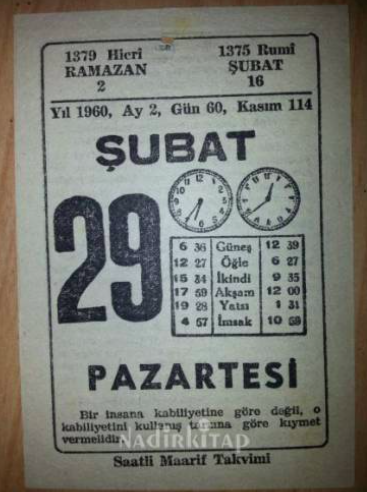 1379 Hicri 1375 Rumî
RAMAZAN ŞUBAT
2 16
Yıl 1960, Ay 2, Gün 60, Kasım 114
ŞUBAT
29
6 36 Güneş 12 39
12 27 Öğle 6 27
15 34 İkindi 9 35
17 59 Akşam 12 00
19 28 Yatsı 1 31
4 57 İmsak 10 59
PAZARTESİ
Bir insana kabiliyetine göre değil, o
kabiliyetini kullanış tarzına göre kıymet
vermelidir.
Nadirkitap
Saatli Maarif Takvimi